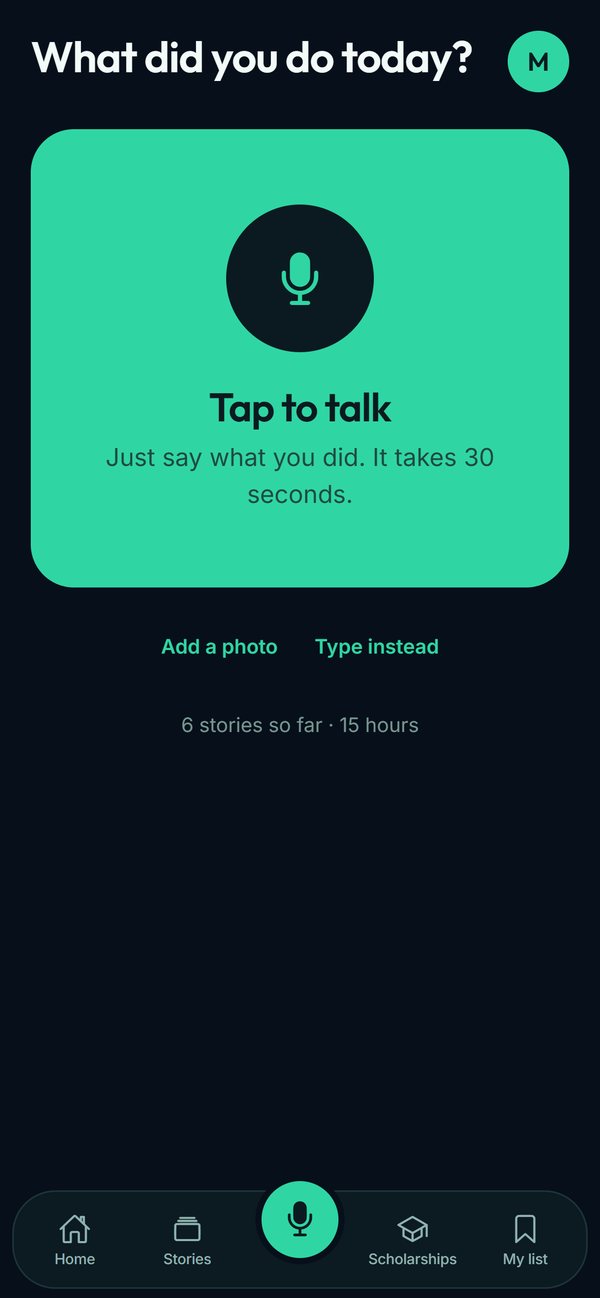 What did you do today?
M
Tap to talk
Just say what you did. It takes 30
seconds.
Add a photo
Type instead
6 stories so far · 15 hours
Home
Stories
Scholarships
My list